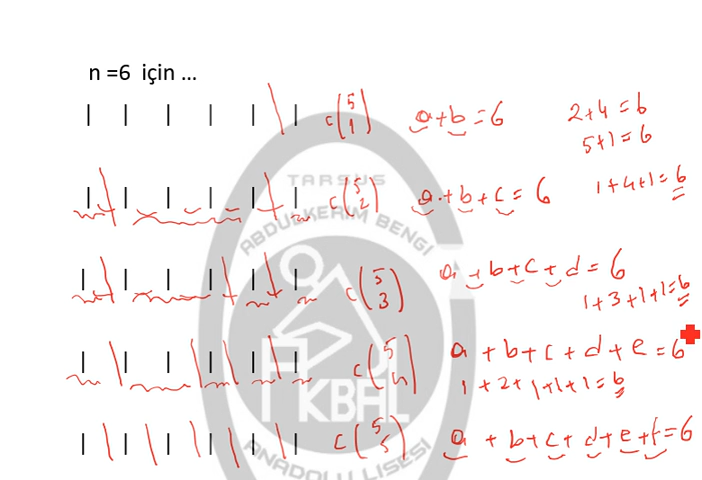 n =6 için ...
| | | | | | C(5 1) a+b=6 2+4=6
5+1=6
| | | | | | C(5 2) a+b+c=6 1+4+1=6
| | | | | | C(5 3) a+b+c+d=6
1+3+1+1=6
| | | | | | C(5 4) a+b+c+d+e=6
1+2+1+1+1=6
| | | | | | C(5 5) a+b+c+d+e+f=6
TARSUS
ABDULKERİM BENGİ
KBAL
ANADOLU LİSESİ